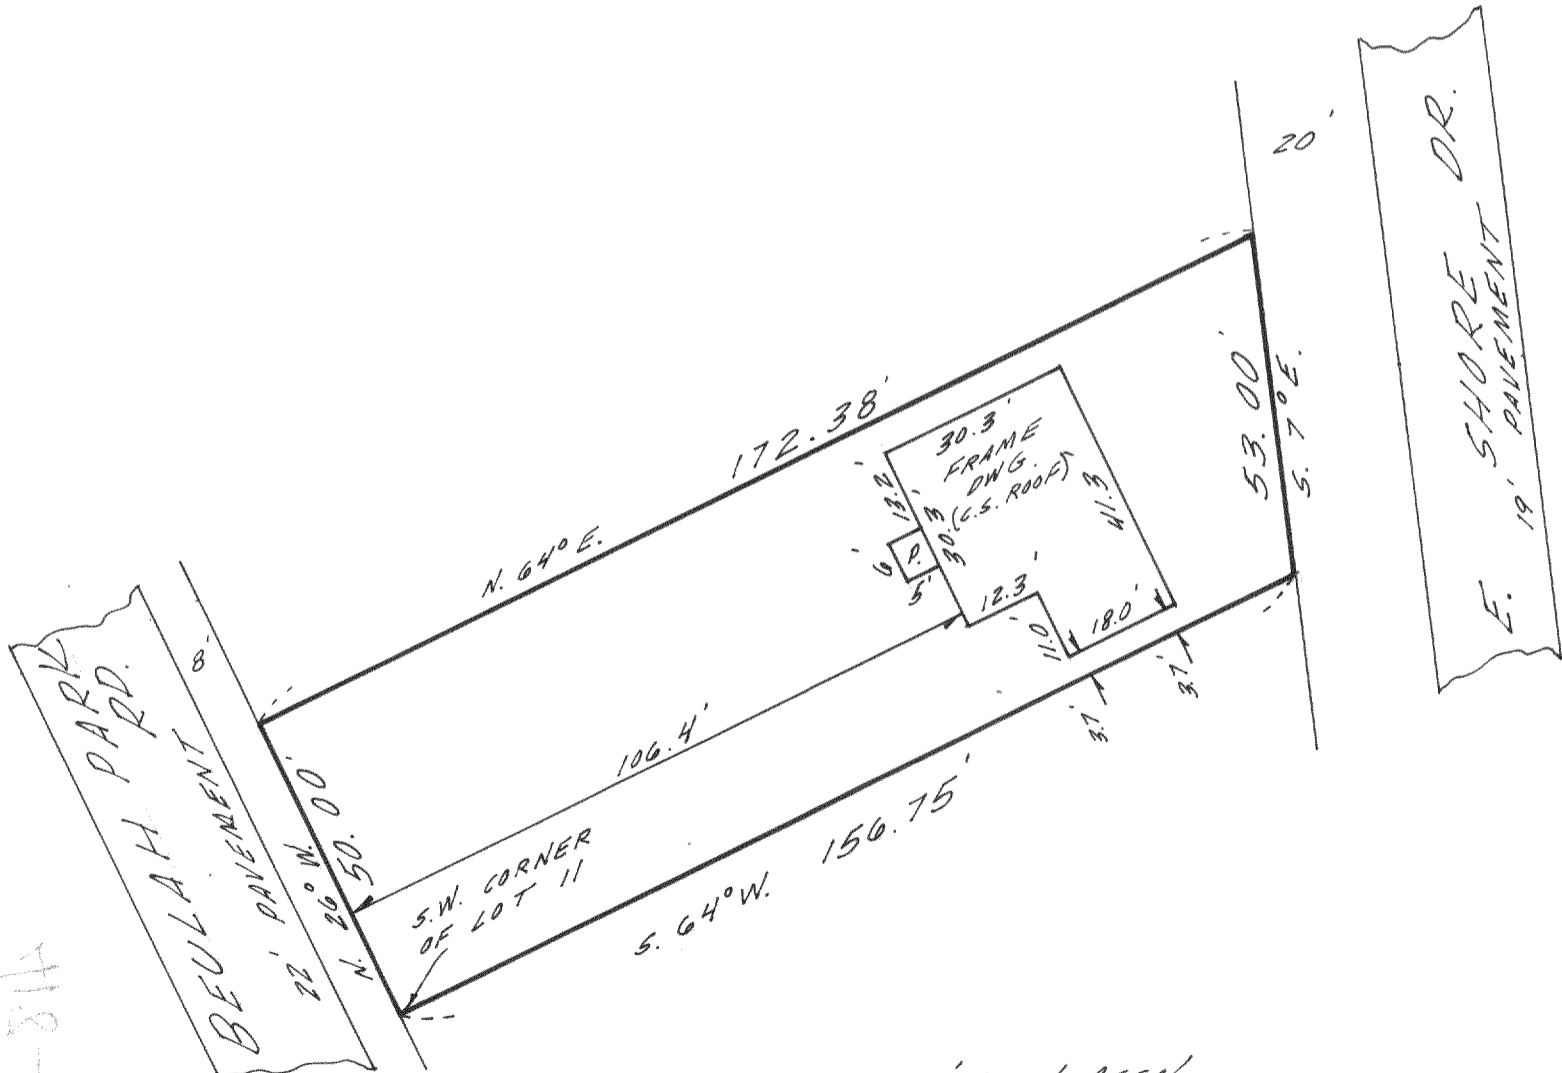 20'
E. SHORE DR.
19' PAVEMENT
53.00'
S. 7° E.
172.38'
N. 64° E.
30.3'
FRAME
DWG.
(C.S. ROOF)
13.2'
30.3'
41.3
P.
6'
5'
12.3'
11.0'
18.0'
3.7'
3.7'
8'
BEULAH PARK RD.
22' PAVEMENT
N. 26° W.
50.00'
106.4'
S.W. CORNER
OF LOT 11
S. 64° W.
156.75'